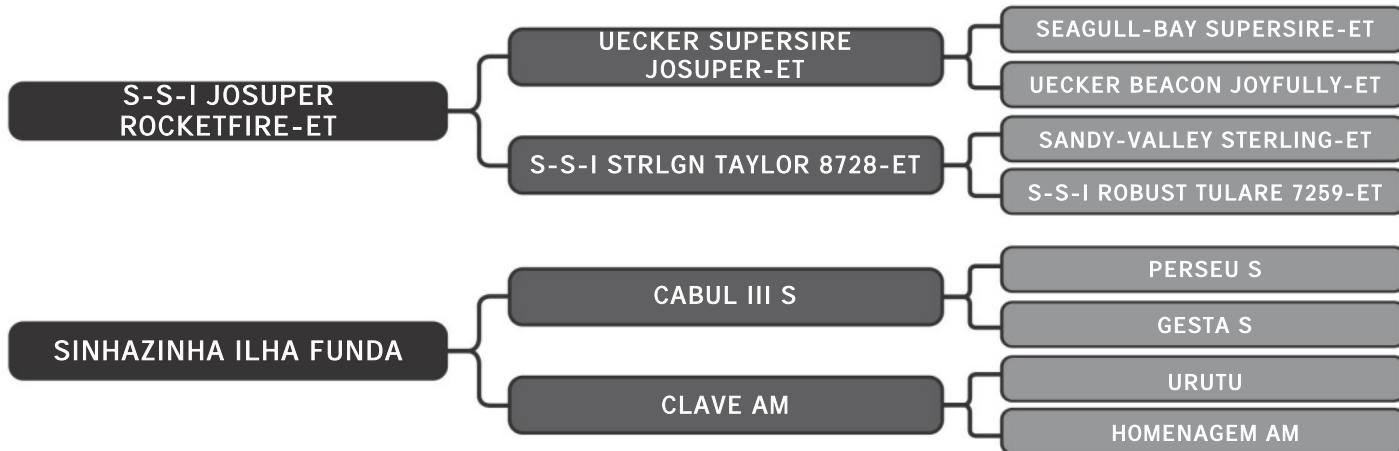 S-S-I JOSUPER
ROCKETFIRE-ET
UECKER SUPERSIRE
JOSUPER-ET
SEAGULL-BAY SUPERSIRE-ET
UECKER BEACON JOYFULLY-ET
S-S-I STRLGN TAYLOR 8728-ET
SANDY-VALLEY STERLING-ET
S-S-I ROBUST TULARE 7259-ET
SINHAZINHA ILHA FUNDA
CABUL III S
PERSEU S
GESTA S
CLAVE AM
URUTU
HOMENAGEM AM